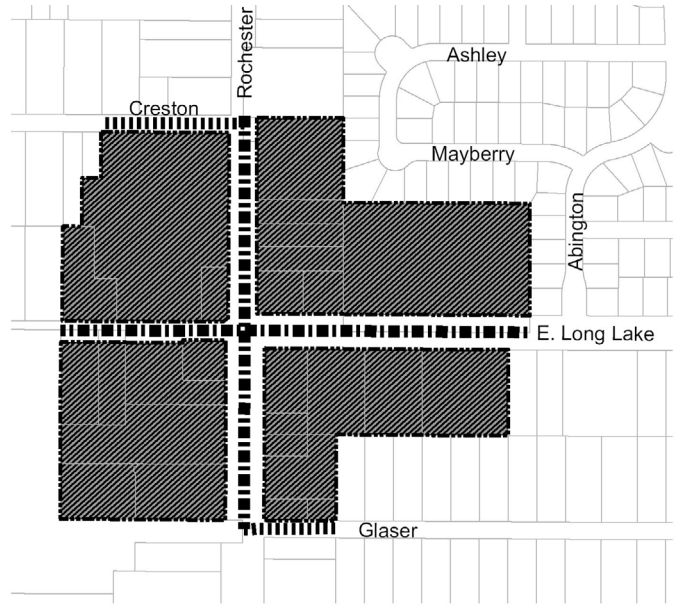 Rochester
Ashley
Creston
Mayberry
Abington
E. Long Lake
Glaser